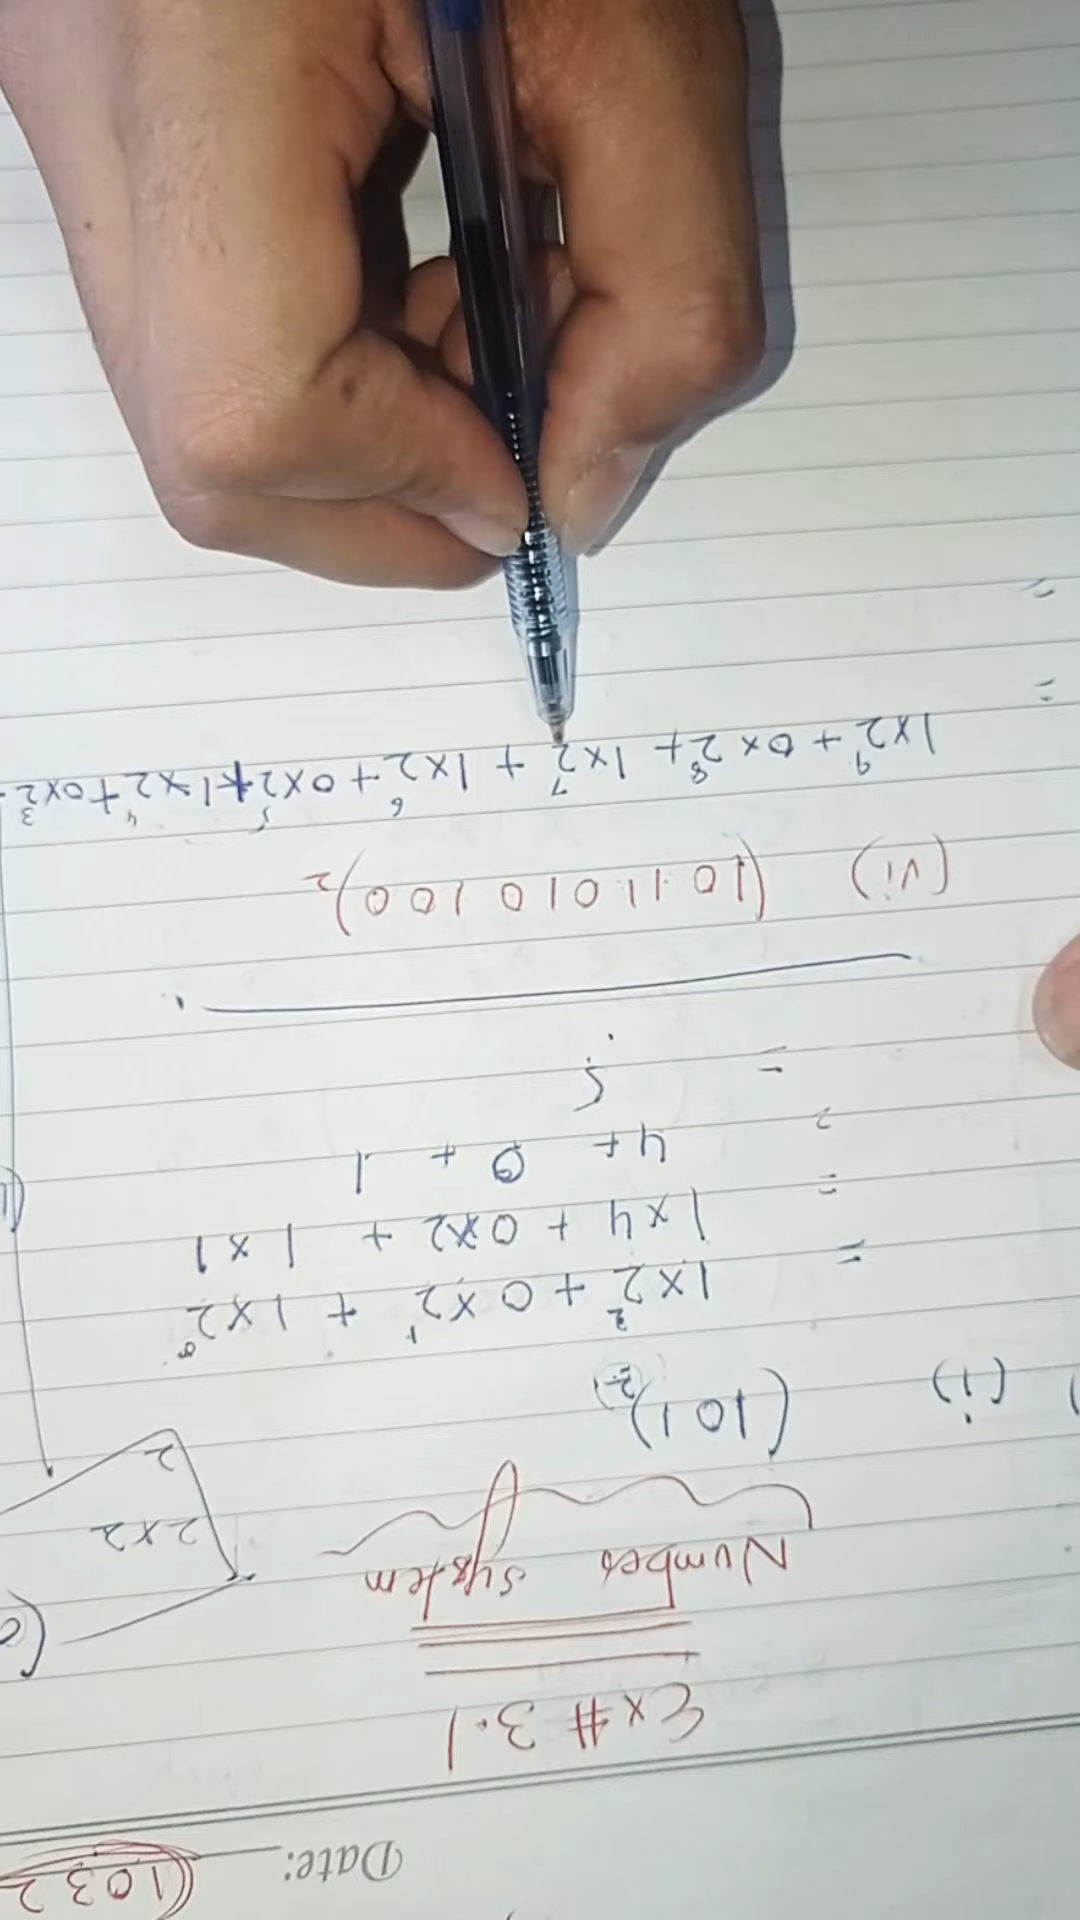 Date:
(1032
Ex# 3.1
Number system
2×2
2
(i) (101)2
= 1×2² + 0×2¹ + 1×2⁰
= 1×4 + 0×2 + 1×1
4+ 0 + 1
= 5
(vi) (1011010100)2
= 1×2⁹ + 0×2⁸ + 1×2⁷ + 1×2⁶ + 0×2⁵ + 1×2⁴ + 0×2³
=